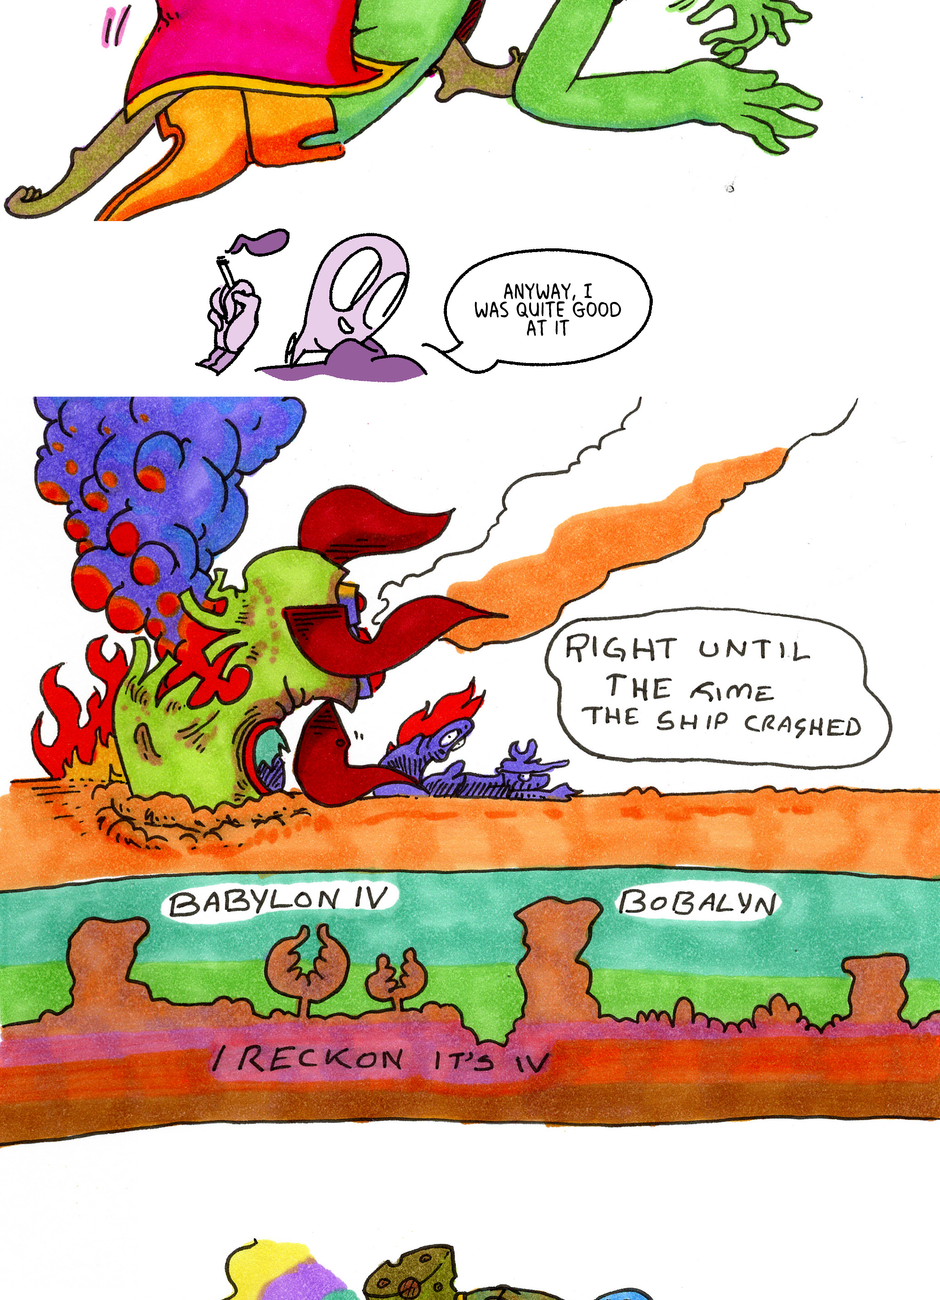 ANYWAY, I
WAS QUITE GOOD
AT IT
RIGHT UNTIL
THE TIME
THE SHIP CRASHED
BABYLON IV
BOBALYN
I RECKON IT'S IV